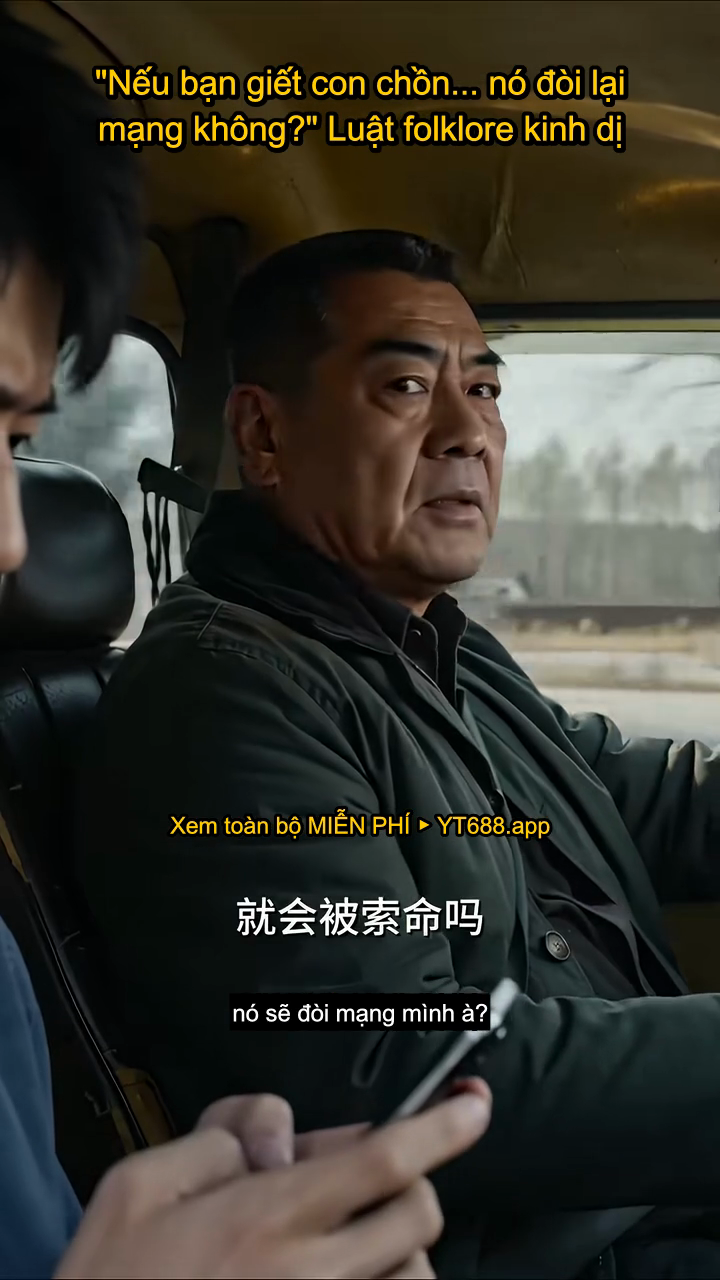 "Nếu bạn giết con chồn... nó đòi lại
mạng không?" Luật folklore kinh dị
Xem toàn bộ MIỄN PHÍ ▸ YT688.app
就会被索命吗
nó sẽ đòi mạng mình à?